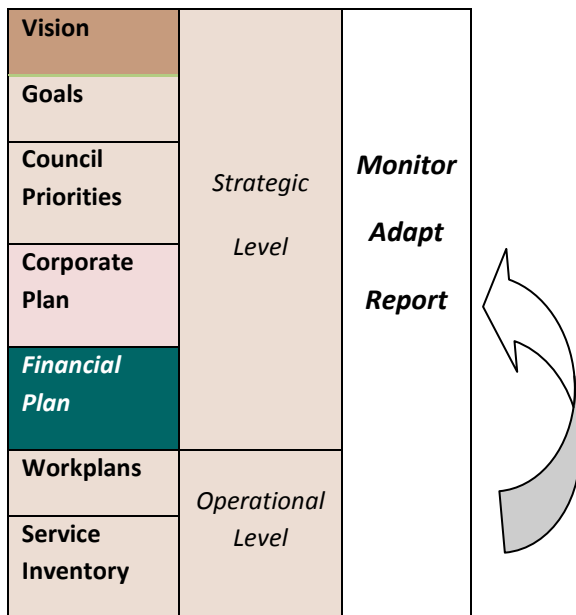 Vision
Goals
Council
Priorities
Corporate
Plan
Financial
Plan
Workplans
Service
Inventory
Strategic
Level
Operational
Level
Monitor
Adapt
Report